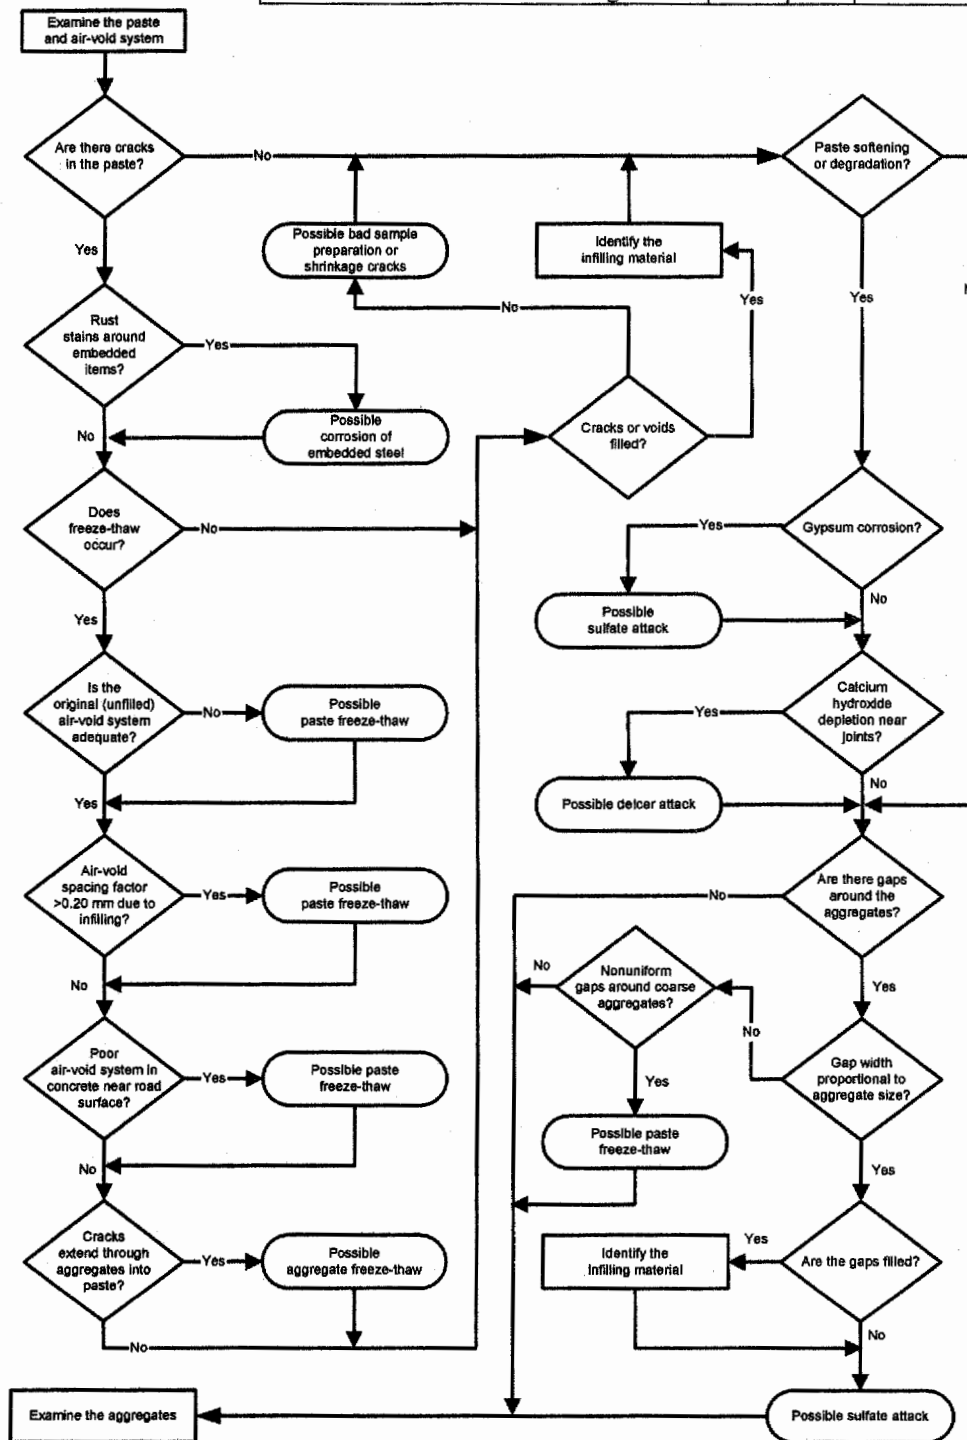 Examine the paste
and air-void system
Are there cracks
in the paste?
No
Paste softening
or degradation?
Yes
Possible bad sample
preparation or
shrinkage cracks
Identify the
infilling material
No
Yes
Yes
Rust
stains around
embedded
items?
Yes
No
Possible
corrosion of
embedded steel
Cracks or voids
filled?
Does
freeze-thaw
occur?
No
Yes
Gypsum corrosion?
Yes
No
Possible
sulfate attack
Is the
original (unfilled)
air-void system
adequate?
No
Possible
paste freeze-thaw
Yes
Calcium
hydroxide
depletion near
joints?
Yes
No
Possible deicer attack
Air-void
spacing factor
>0.20 mm due to
infilling?
Yes
Possible
paste freeze-thaw
No
Are there gaps
around the
aggregates?
No
Yes
Nonuniform
gaps around coarse
aggregates?
No
Yes
No
Gap width
proportional to
aggregate size?
Yes
Poor
air-void system in
concrete near road
surface?
Yes
Possible paste
freeze-thaw
No
Possible paste
freeze-thaw
Cracks
extend through
aggregates into
paste?
Yes
Possible
aggregate freeze-thaw
No
Identify the
infilling material
Yes
Are the gaps filled?
No
Examine the aggregates
Possible sulfate attack